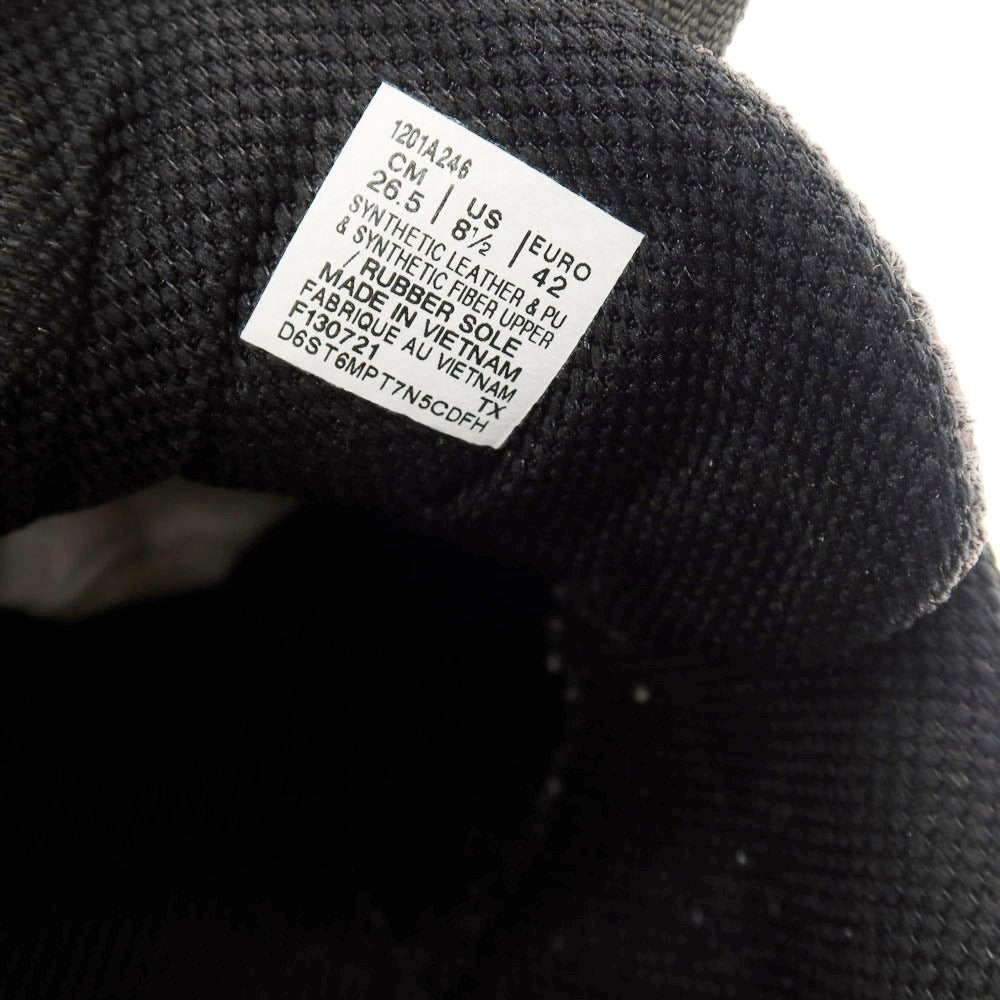 1201A246
CM | US | EURO
26.5 | 8½ | 42
SYNTHETIC LEATHER & PU
& SYNTHETIC FIBER UPPER
/ RUBBER SOLE
MADE IN VIETNAM
FABRIQUE AU VIETNAM
F130721 TX
D6ST6MPT7N5CDFH